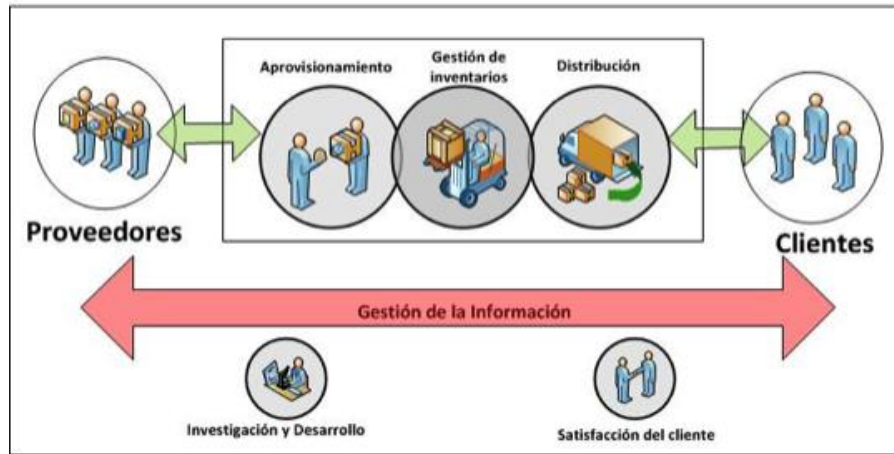 Aprovisionamiento
Gestión de
inventarios
Distribución
Proveedores
Clientes
Gestión de la Información
Investigación y Desarrollo
Satisfacción del cliente